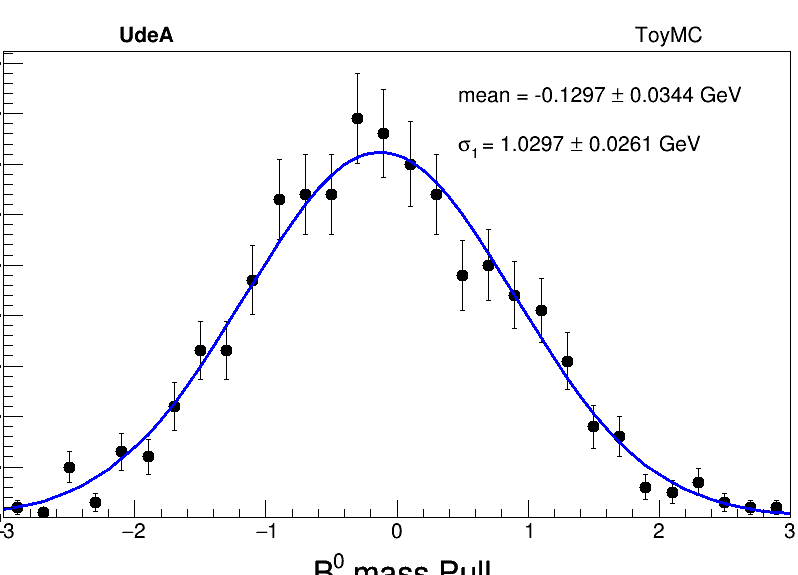 UdeA ToyMC
mean = -0.1297 ± 0.0344 GeV
σ₁ = 1.0297 ± 0.0261 GeV
−3 −2 −1 0 1 2 3
B⁰ mass Pull